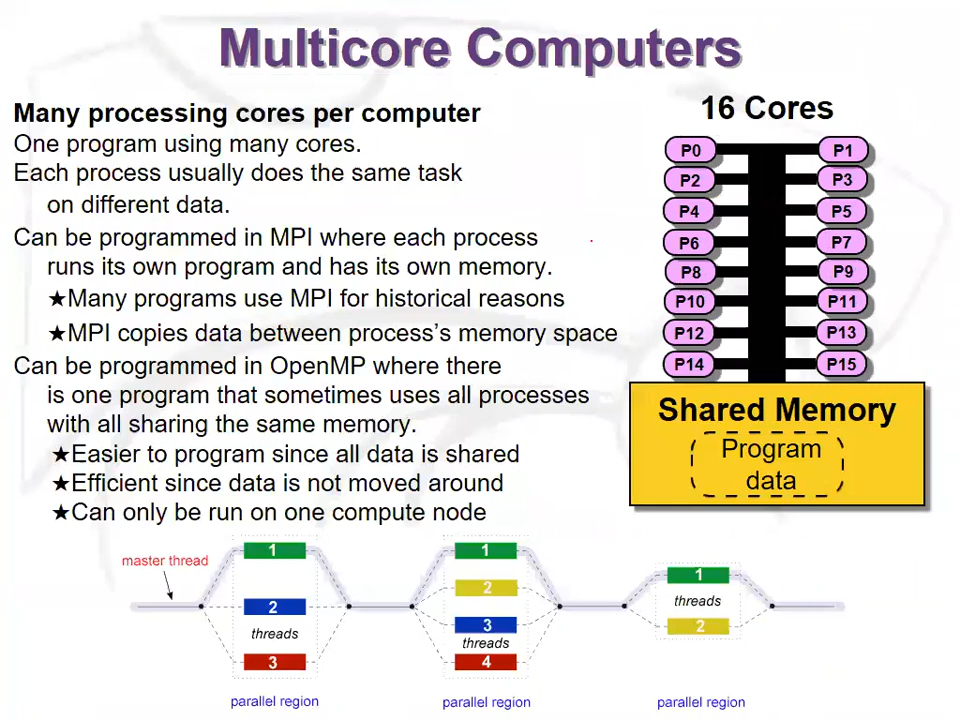 Multicore Computers
Many processing cores per computer
One program using many cores.
Each process usually does the same task
on different data.
Can be programmed in MPI where each process
runs its own program and has its own memory.
★Many programs use MPI for historical reasons
★MPI copies data between process's memory space
Can be programmed in OpenMP where there
is one program that sometimes uses all processes
with all sharing the same memory.
★Easier to program since all data is shared
★Efficient since data is not moved around
★Can only be run on one compute node
16 Cores
P0 P1
P2 P3
P4 P5
P6 P7
P8 P9
P10 P11
P12 P13
P14 P15
Shared Memory
Program
data
master thread
1
2
threads
3
parallel region
1
2
3
threads
4
parallel region
1
threads
2
parallel region